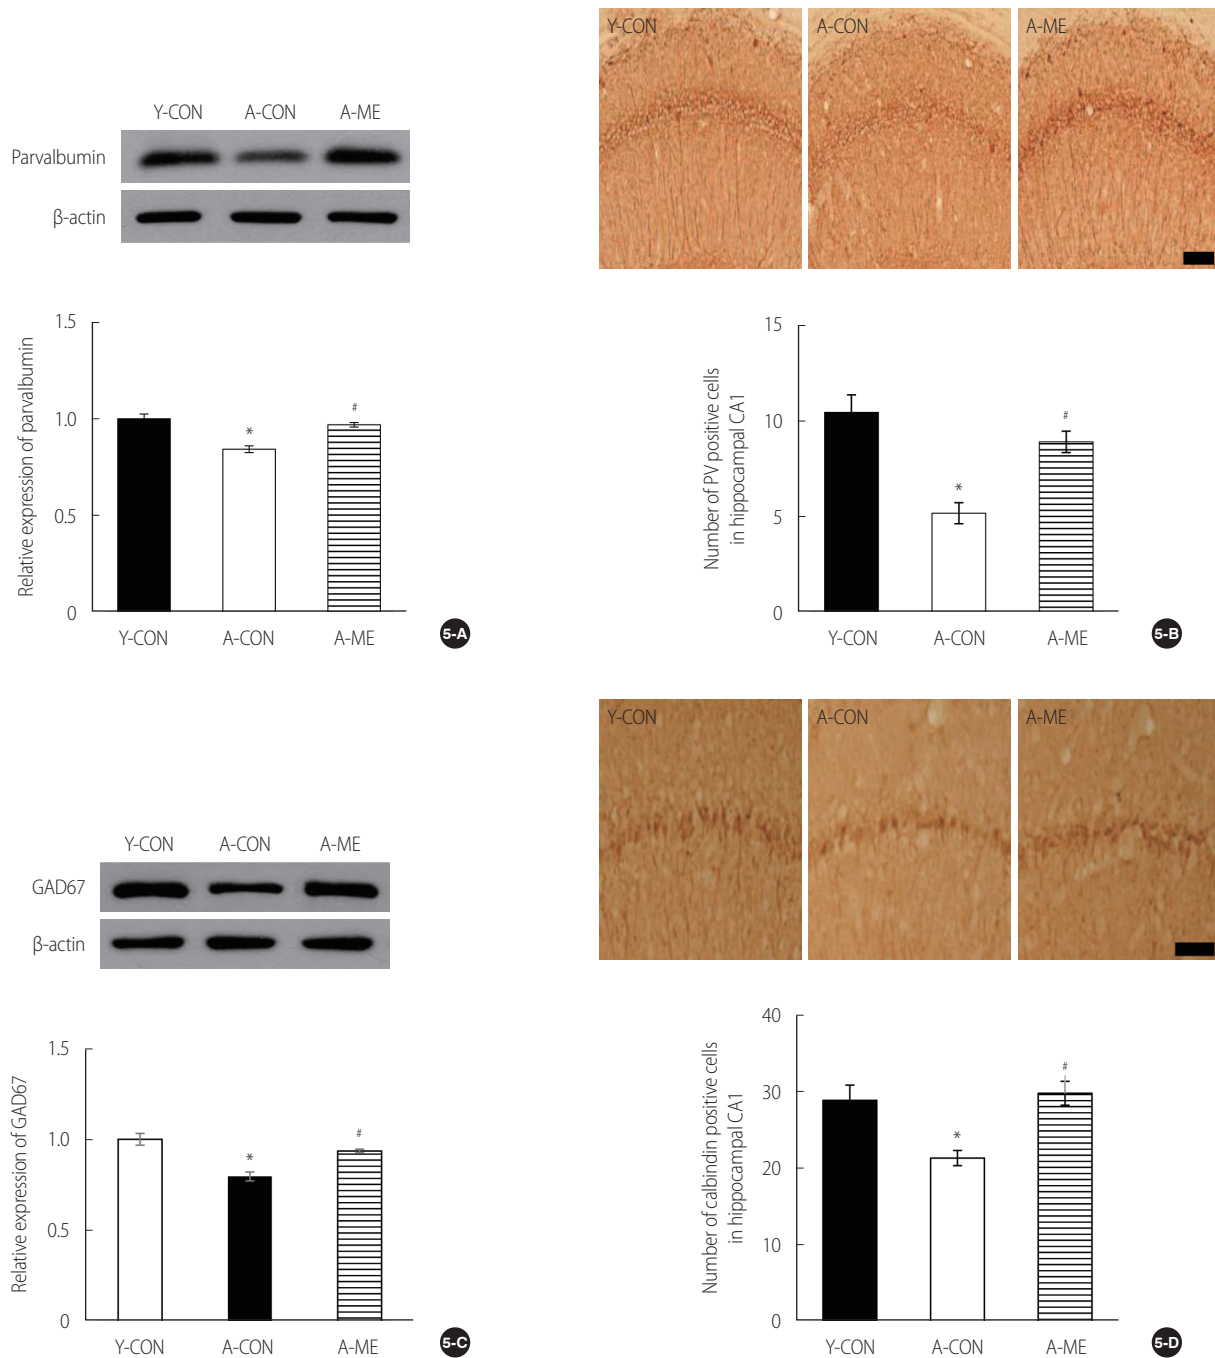 Y-CON A-CON A-ME
Parvalbumin
β-actin
1.5
1.0
0.5
0
Relative expression of parvalbumin
*
#
Y-CON A-CON A-ME
5-A
Y-CON A-CON A-ME
15
10
5
0
Number of PV positive cells
in hippocampal CA1
*
#
Y-CON A-CON A-ME
5-B
Y-CON A-CON A-ME
GAD67
β-actin
1.5
1.0
0.5
0
Relative expression of GAD67
*
#
Y-CON A-CON A-ME
5-C
Y-CON A-CON A-ME
40
30
20
10
0
Number of calbindin positive cells
in hippocampal CA1
*
#
Y-CON A-CON A-ME
5-D